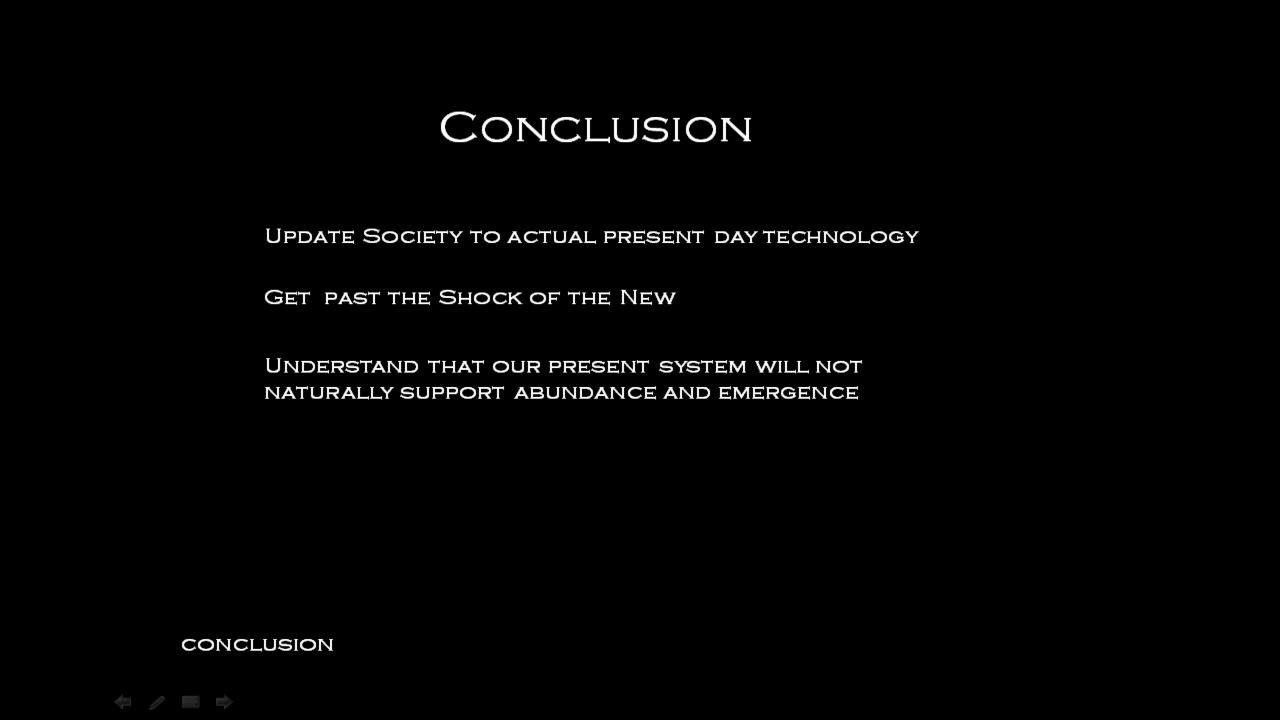 Conclusion
Update Society to actual present day technology
Get past the Shock of the New
Understand that our present system will not
naturally support abundance and emergence
conclusion